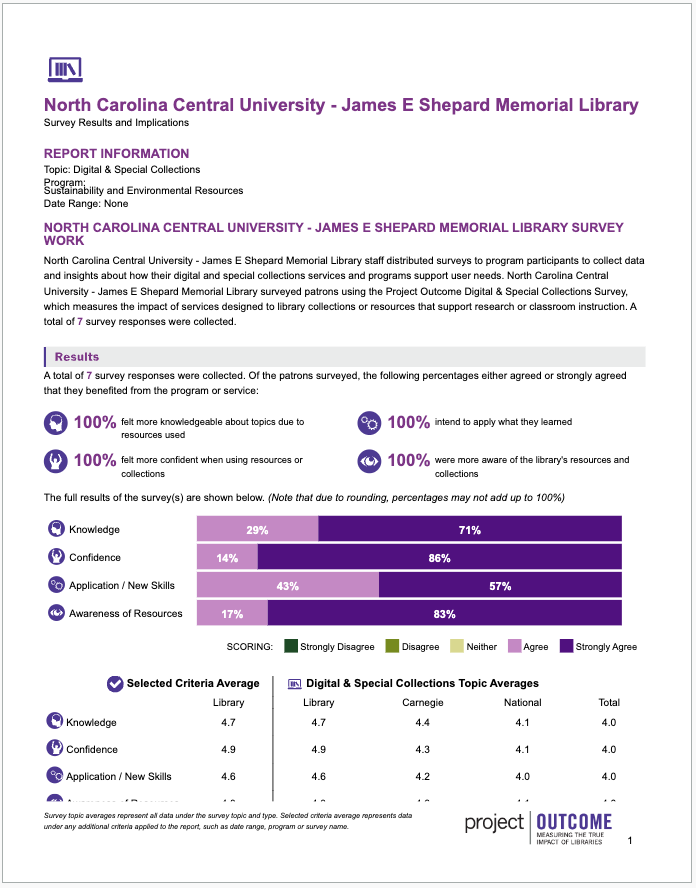 North Carolina Central University - James E Shepard Memorial Library
Survey Results and Implications
REPORT INFORMATION
Topic: Digital & Special Collections
Program:
Sustainability and Environmental Resources
Date Range: None
NORTH CAROLINA CENTRAL UNIVERSITY - JAMES E SHEPARD MEMORIAL LIBRARY SURVEY
WORK
North Carolina Central University - James E Shepard Memorial Library staff distributed surveys to program participants to collect data
and insights about how their digital and special collections services and programs support user needs. North Carolina Central
University - James E Shepard Memorial Library surveyed patrons using the Project Outcome Digital & Special Collections Survey,
which measures the impact of services designed to library collections or resources that support research or classroom instruction. A
total of 7 survey responses were collected.
Results
A total of 7 survey responses were collected. Of the patrons surveyed, the following percentages either agreed or strongly agreed
that they benefited from the program or service:
100% felt more knowledgeable about topics due to
resources used
100% intend to apply what they learned
100% felt more confident when using resources or
collections
100% were more aware of the library's resources and
collections
The full results of the survey(s) are shown below. (Note that due to rounding, percentages may not add up to 100%)
Knowledge 29% 71%
Confidence 14% 86%
Application / New Skills 43% 57%
Awareness of Resources 17% 83%
SCORING: Strongly Disagree Disagree Neither Agree Strongly Agree
Selected Criteria Average Digital & Special Collections Topic Averages
Library Library Carnegie National Total
Knowledge 4.7 4.7 4.4 4.1 4.0
Confidence 4.9 4.9 4.3 4.1 4.0
Application / New Skills 4.6 4.6 4.2 4.0 4.0
Survey topic averages represent all data under the survey topic and type. Selected criteria average represents data
under any additional criteria applied to the report, such as date range, program or survey name.
project OUTCOME
MEASURING THE TRUE
IMPACT OF LIBRARIES
1